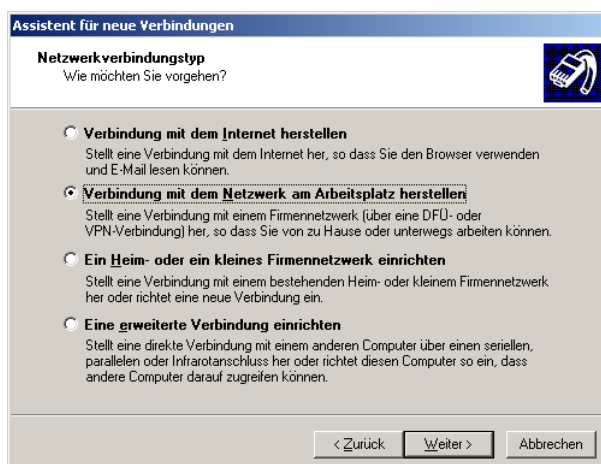 Assistent für neue Verbindungen
Netzwerkverbindungstyp
Wie möchten Sie vorgehen?
Verbindung mit dem Internet herstellen
Stellt eine Verbindung mit dem Internet her, so dass Sie den Browser verwenden
und E-Mail lesen können.
Verbindung mit dem Netzwerk am Arbeitsplatz herstellen
Stellt eine Verbindung mit einem Firmennetzwerk (über eine DFÜ- oder
VPN-Verbindung) her, so dass Sie von zu Hause oder unterwegs arbeiten können.
Ein Heim- oder ein kleines Firmennetzwerk einrichten
Stellt eine Verbindung mit einem bestehenden Heim- oder kleinem Firmennetzwerk
her oder richtet eine neue Verbindung ein.
Eine erweiterte Verbindung einrichten
Stellt eine direkte Verbindung mit einem anderen Computer über einen seriellen,
parallelen oder Infrarotanschluss her oder richtet diesen Computer so ein, dass
andere Computer darauf zugreifen können.
< Zurück Weiter > Abbrechen